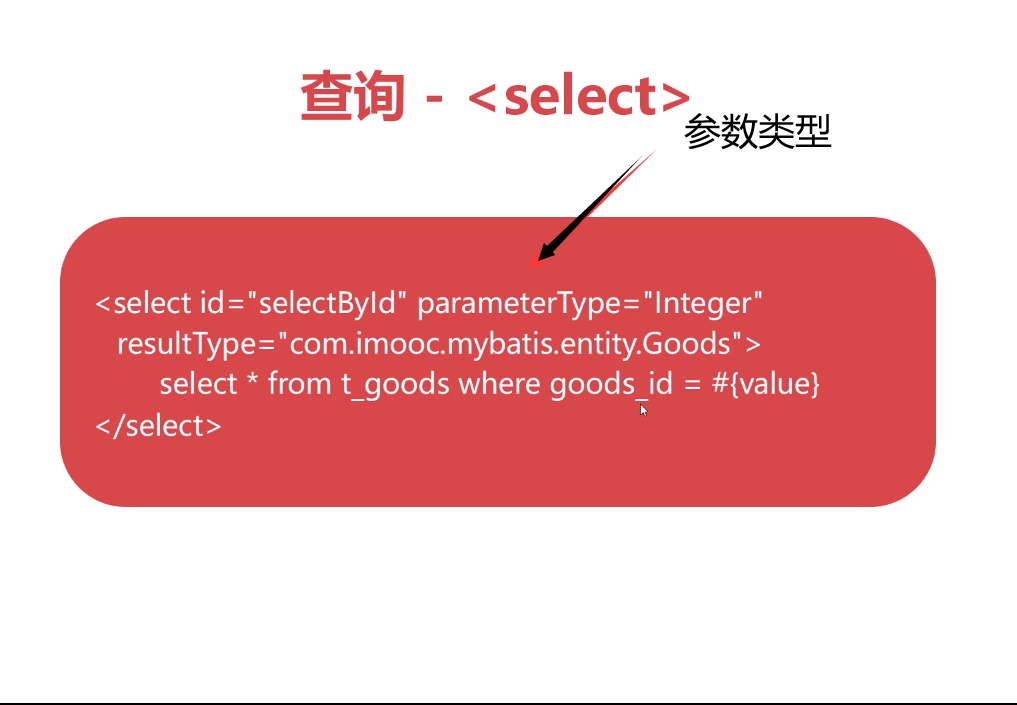 查询 - <select>
参数类型
<select id="selectById" parameterType="Integer"
resultType="com.imooc.mybatis.entity.Goods">
select * from t_goods where goods_id = #{value}
</select>